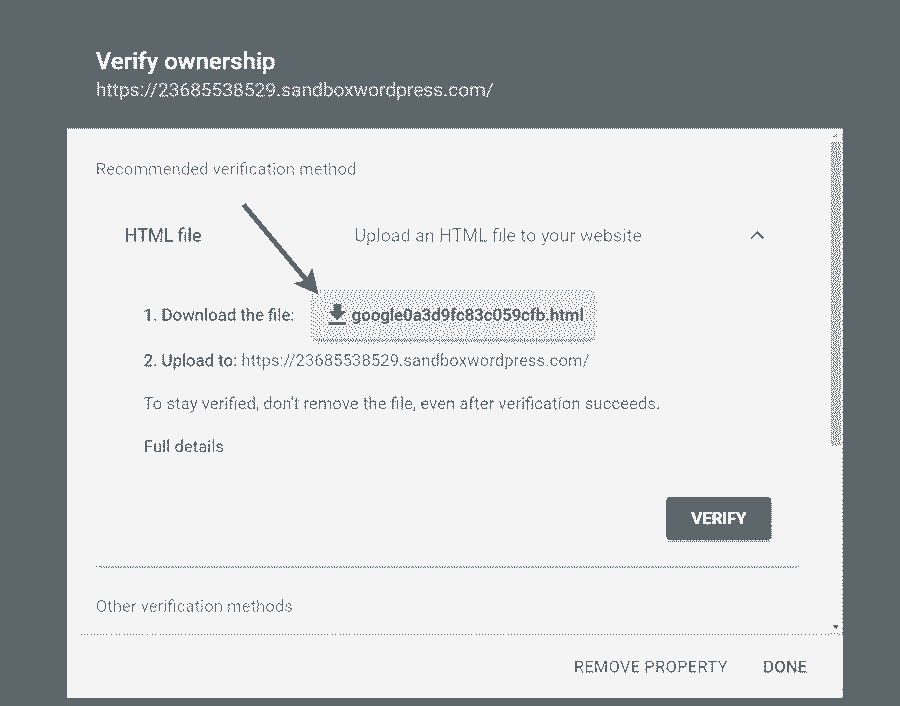 Verify ownership
https://23685538529.sandboxwordpress.com/
Recommended verification method
HTML file Upload an HTML file to your website
1. Download the file: google0a3d9fc83c059cfb.html
2. Upload to: https://23685538529.sandboxwordpress.com/
To stay verified, don't remove the file, even after verification succeeds.
Full details
VERIFY
Other verification methods
REMOVE PROPERTY DONE